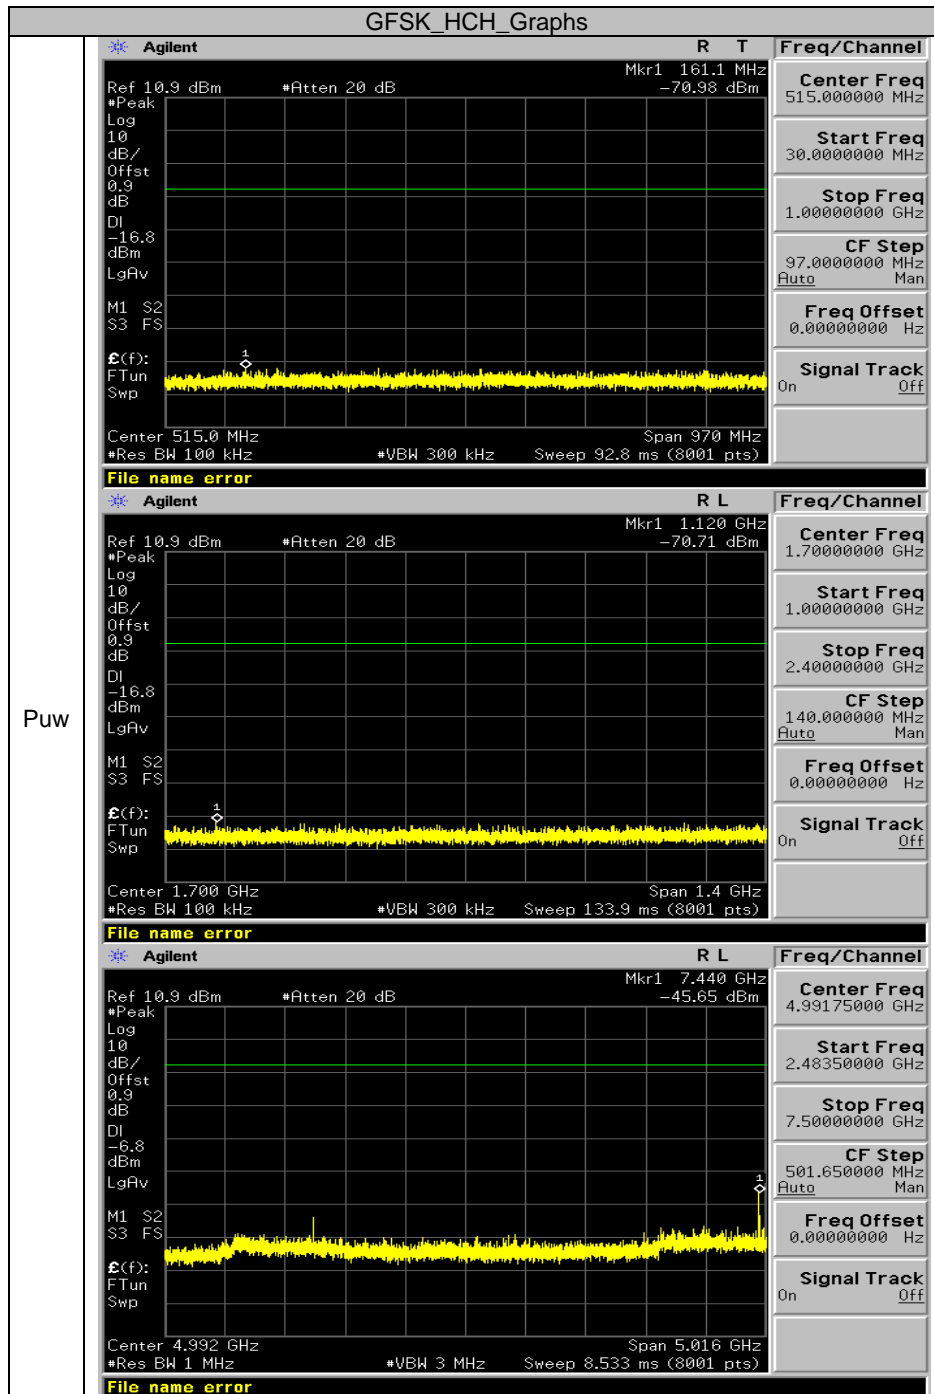 GFSK_HCH_Graphs
Puw
Agilent R T Freq/Channel
Mkr1 161.1 MHz
Ref 10.9 dBm #Atten 20 dB -70.98 dBm
#Peak
Log
10
dB/
Offst
0.9
dB
DI
-16.8
dBm
LgAv
M1 S2
S3 FS
£(f):
FTun
Swp
1
Center 515.0 MHz Span 970 MHz
#Res BW 100 kHz #VBW 300 kHz Sweep 92.8 ms (8001 pts)
File name error
Center Freq
515.000000 MHz
Start Freq
30.0000000 MHz
Stop Freq
1.00000000 GHz
CF Step
97.0000000 MHz
Auto Man
Freq Offset
0.00000000 Hz
Signal Track
On Off
Agilent R L Freq/Channel
Mkr1 1.120 GHz
Ref 10.9 dBm #Atten 20 dB -70.71 dBm
#Peak
Log
10
dB/
Offst
0.9
dB
DI
-16.8
dBm
LgAv
M1 S2
S3 FS
£(f):
FTun
Swp
1
Center 1.700 GHz Span 1.4 GHz
#Res BW 100 kHz #VBW 300 kHz Sweep 133.9 ms (8001 pts)
File name error
Center Freq
1.70000000 GHz
Start Freq
1.00000000 GHz
Stop Freq
2.40000000 GHz
CF Step
140.000000 MHz
Auto Man
Freq Offset
0.00000000 Hz
Signal Track
On Off
Agilent R L Freq/Channel
Mkr1 7.440 GHz
Ref 10.9 dBm #Atten 20 dB -45.65 dBm
#Peak
Log
10
dB/
Offst
0.9
dB
DI
-6.8
dBm
LgAv
M1 S2
S3 FS
£(f):
FTun
Swp
1
Center 4.992 GHz Span 5.016 GHz
#Res BW 1 MHz #VBW 3 MHz Sweep 8.533 ms (8001 pts)
File name error
Center Freq
4.99175000 GHz
Start Freq
2.48350000 GHz
Stop Freq
7.50000000 GHz
CF Step
501.650000 MHz
Auto Man
Freq Offset
0.00000000 Hz
Signal Track
On Off